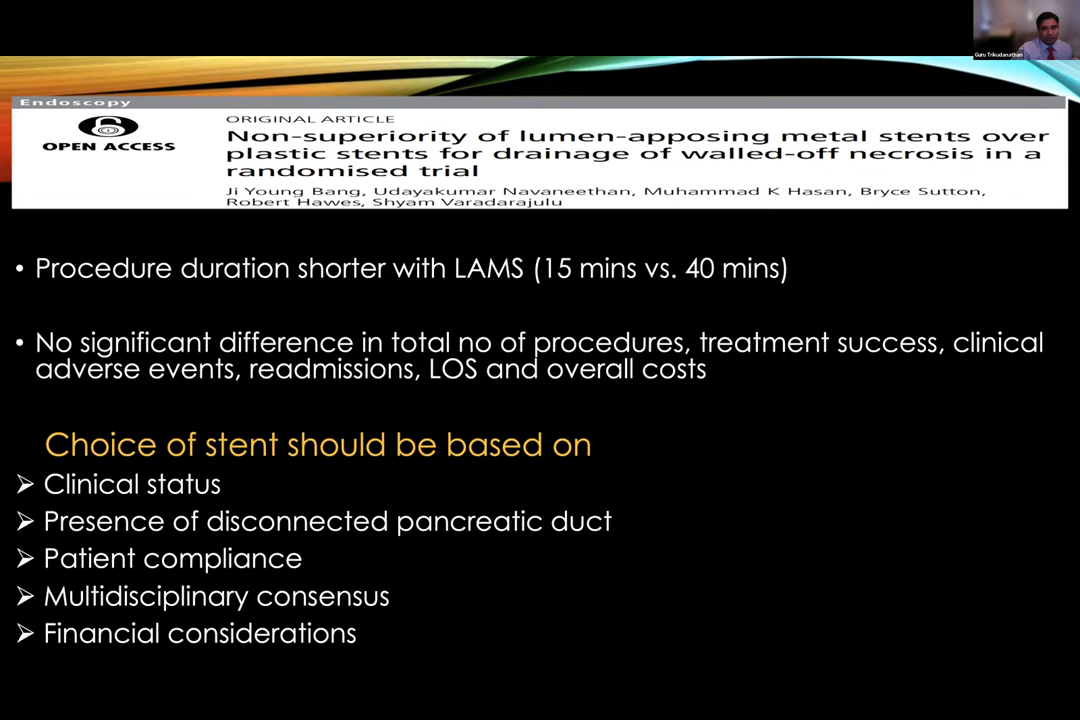 Guru Trikudanathan
Endoscopy
OPEN ACCESS
ORIGINAL ARTICLE
Non-superiority of lumen-apposing metal stents over
plastic stents for drainage of walled-off necrosis in a
randomised trial
Ji Young Bang, Udayakumar Navaneethan, Muhammad K Hasan, Bryce Sutton,
Robert Hawes, Shyam Varadarajulu
• Procedure duration shorter with LAMS (15 mins vs. 40 mins)
• No significant difference in total no of procedures, treatment success, clinical
adverse events, readmissions, LOS and overall costs
Choice of stent should be based on
➢ Clinical status
➢ Presence of disconnected pancreatic duct
➢ Patient compliance
➢ Multidisciplinary consensus
➢ Financial considerations